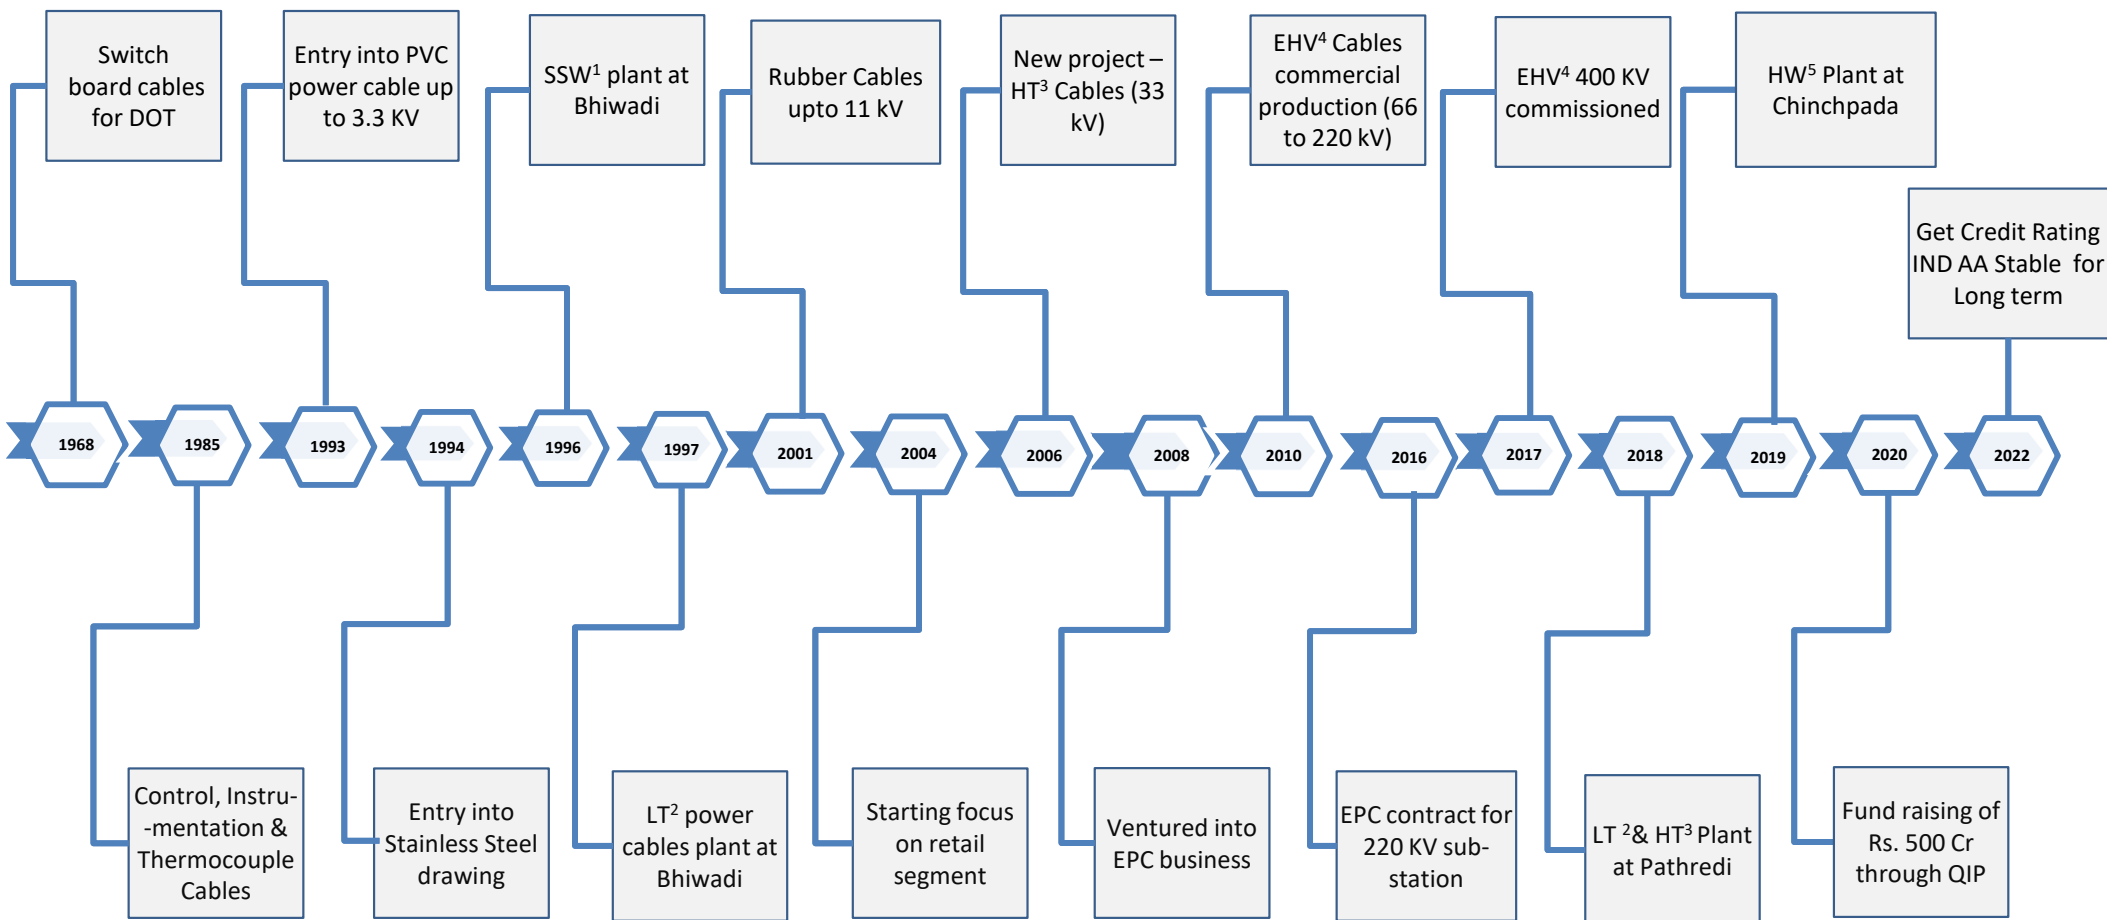 Switch
board cables
for DOT
Entry into PVC
power cable up
to 3.3 KV
SSW¹ plant at
Bhiwadi
Rubber Cables
upto 11 kV
New project –
HT³ Cables (33
kV)
EHV⁴ Cables
commercial
production (66
to 220 kV)
EHV⁴ 400 KV
commissioned
HW⁵ Plant at
Chinchpada
Get Credit Rating
IND AA Stable for
Long term
1968
1985
1993
1994
1996
1997
2001
2004
2006
2008
2010
2016
2017
2018
2019
2020
2022
Control, Instru-
-mentation &
Thermocouple
Cables
Entry into
Stainless Steel
drawing
LT² power
cables plant at
Bhiwadi
Starting focus
on retail
segment
Ventured into
EPC business
EPC contract for
220 KV sub-
station
LT ²& HT³ Plant
at Pathredi
Fund raising of
Rs. 500 Cr
through QIP